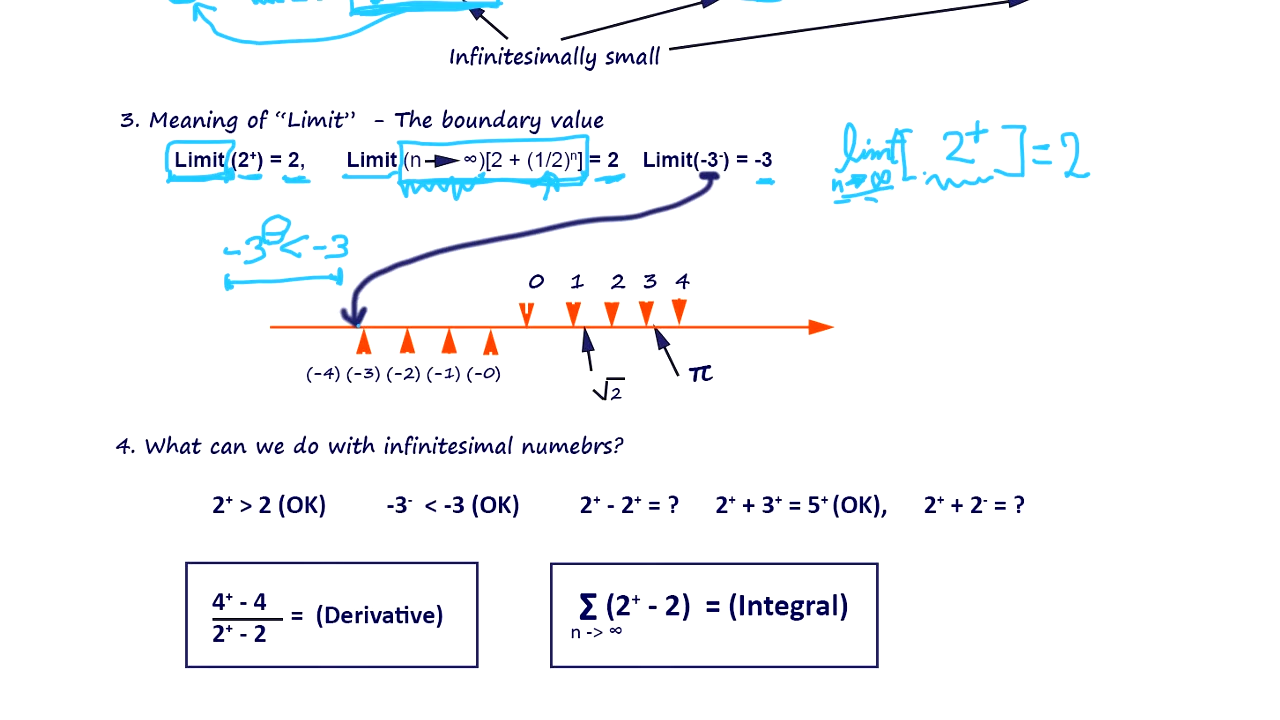 Infinitesimally small
3. Meaning of “Limit” - The boundary value
Limit (2⁺) = 2, Limit (n → ∞)[2 + (1/2)ⁿ] = 2 Limit(-3⁻) = -3
limit [ 2⁺ ] = 2
n → ∞
-3⁻ < -3
0 1 2 3 4
(-4) (-3) (-2) (-1) (-0)
√2
π
4. What can we do with infinitesimal numebrs?
2⁺ > 2 (OK) -3⁻ < -3 (OK) 2⁺ - 2⁺ = ? 2⁺ + 3⁺ = 5⁺ (OK), 2⁺ + 2⁻ = ?
4⁺ - 4
= (Derivative)
2⁺ - 2
Σ (2⁺ - 2) = (Integral)
n -> ∞